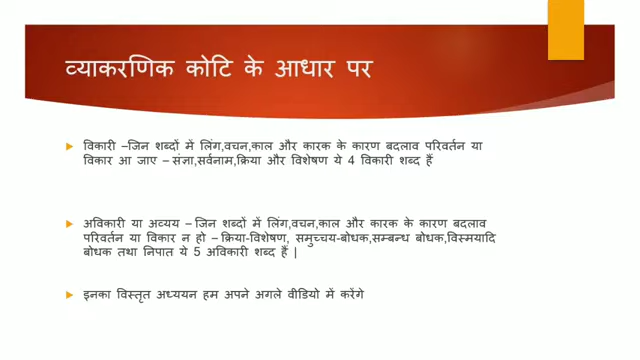 व्याकरणिक कोटि के आधार पर
विकारी –जिन शब्दों में लिंग,वचन,काल और कारक के कारण बदलाव परिवर्तन या
विकार आ जाए – संज्ञा,सर्वनाम,क्रिया और विशेषण ये 4 विकारी शब्द हैं
अविकारी या अव्यय – जिन शब्दों में लिंग,वचन,काल और कारक के कारण बदलाव
परिवर्तन या विकार न हो – क्रिया-विशेषण, समुच्चय-बोधक,सम्बन्ध बोधक,विस्मयादि
बोधक तथा निपात ये 5 अविकारी शब्द हैं |
इनका विस्तृत अध्ययन हम अपने अगले वीडियो में करेंगे